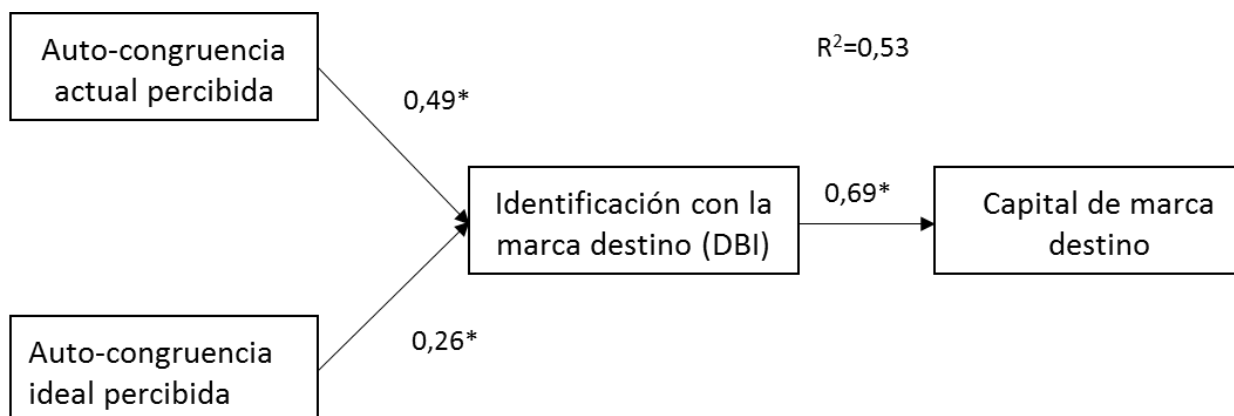 Auto-congruencia
actual percibida
R²=0,53
0,49*
Identificación con la
marca destino (DBI)
0,69*
Capital de marca
destino
0,26*
Auto-congruencia
ideal percibida